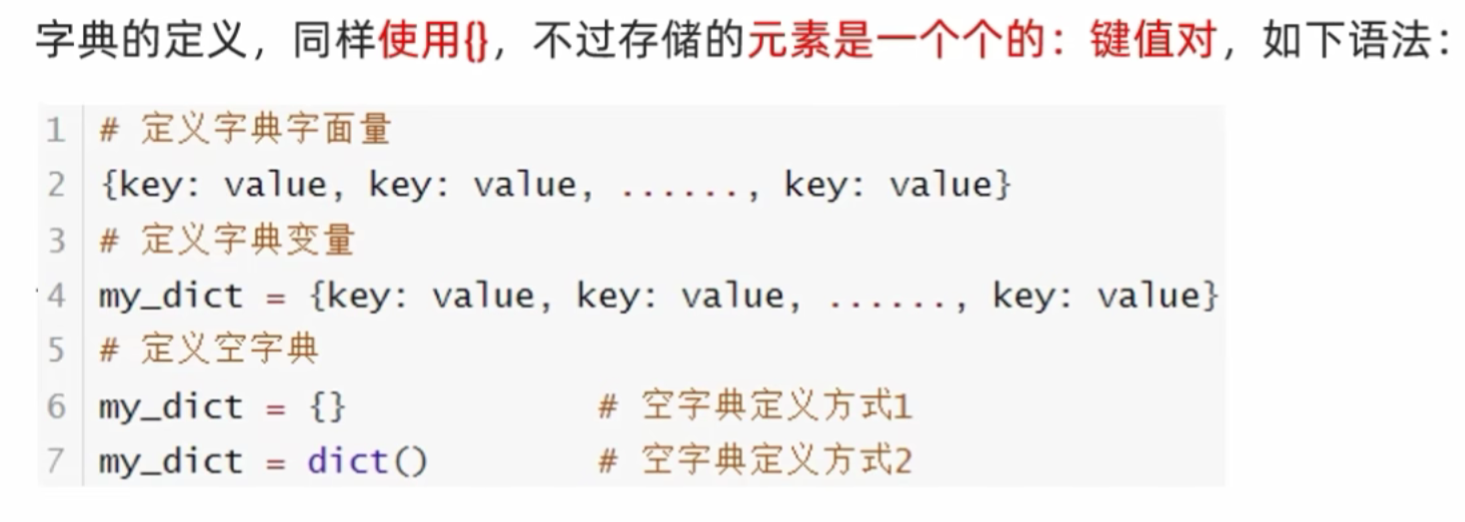 字典的定义，同样使用{}，不过存储的元素是一个个的：键值对，如下语法：
1 # 定义字典字面量
2 {key: value, key: value, ......, key: value}
3 # 定义字典变量
4 my_dict = {key: value, key: value, ......, key: value}
5 # 定义空字典
6 my_dict = {} # 空字典定义方式1
7 my_dict = dict() # 空字典定义方式2